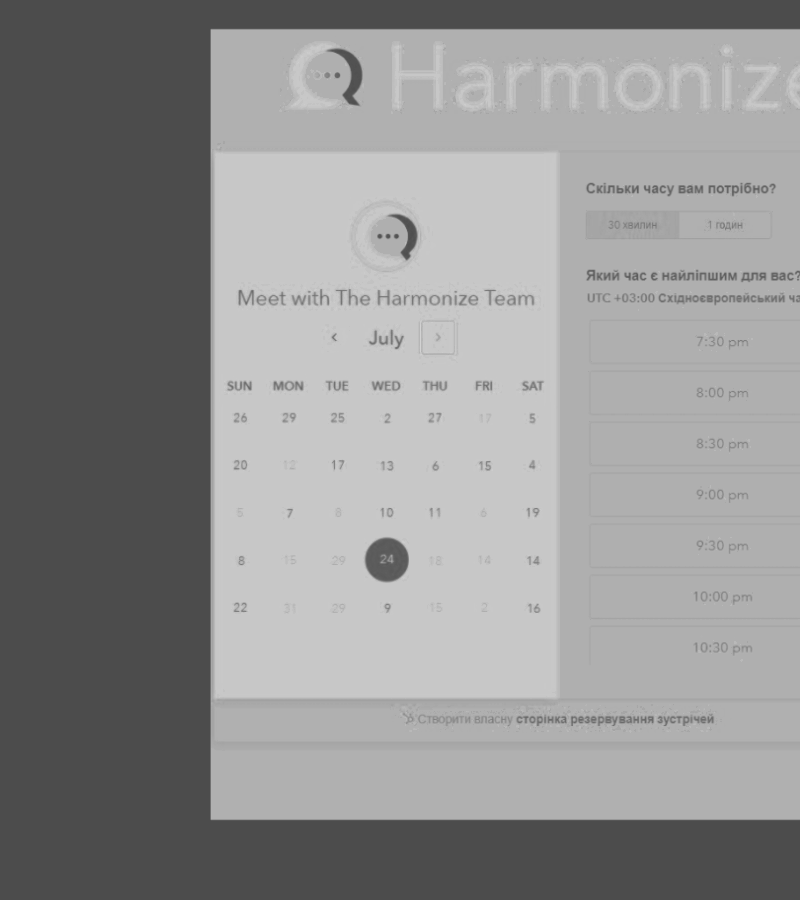 Harmonize
Meet with The Harmonize Team
July
SUN MON TUE WED THU FRI SAT
26 29 25 2 27 17 5
20 12 17 13 6 15 4
5 7 8 10 11 6 19
8 15 29 24 18 14 14
22 31 29 9 15 2 16
Скільки часу вам потрібно?
30 хвилин 1 годин
Який час є найліпшим для вас?
UTC +03:00 Східноєвропейський
7:30 pm
8:00 pm
8:30 pm
9:00 pm
9:30 pm
10:00 pm
10:30 pm
Створити власну сторінка резервування зустрічей